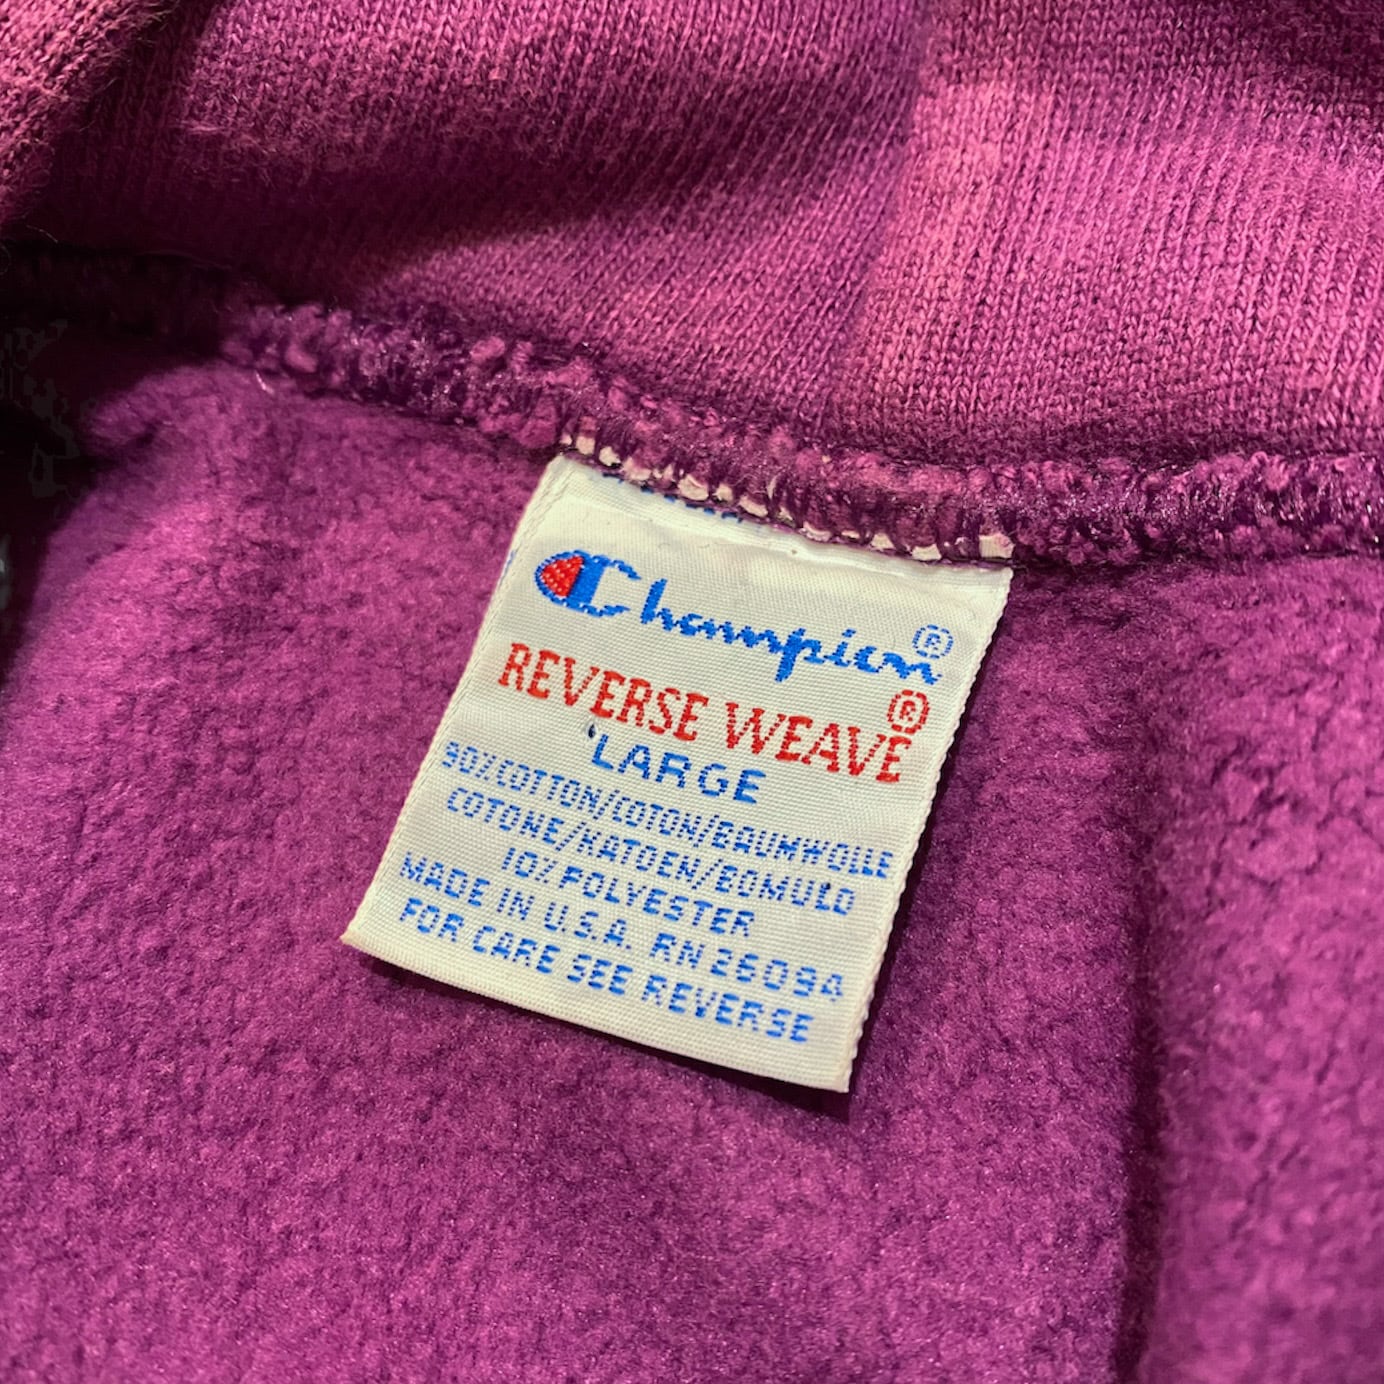 Champion®
REVERSE WEAVE®
LARGE
90% COTTON/COTON/BAUMWOLLE
COTONE/KATOEN/BOMULD
10% POLYESTER
MADE IN U.S.A. RN 26094
FOR CARE SEE REVERSE